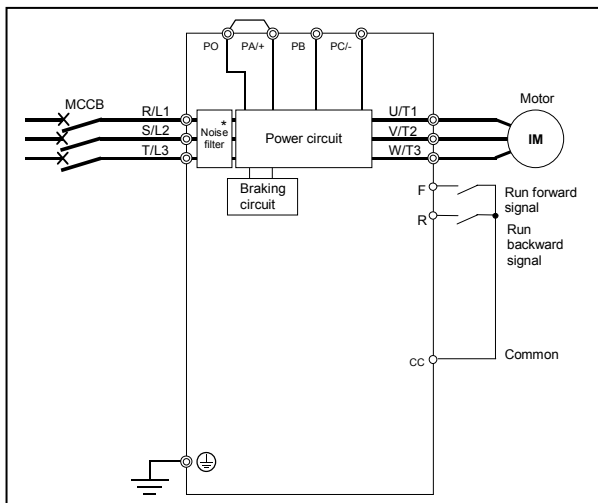 PO PA/+ PB PC/-
MCCB
R/L1
S/L2
T/L3
*
Noise
filter
Power circuit
Braking
circuit
U/T1
V/T2
W/T3
Motor
IM
F
Run forward
signal
R
Run
backward
signal
CC
Common